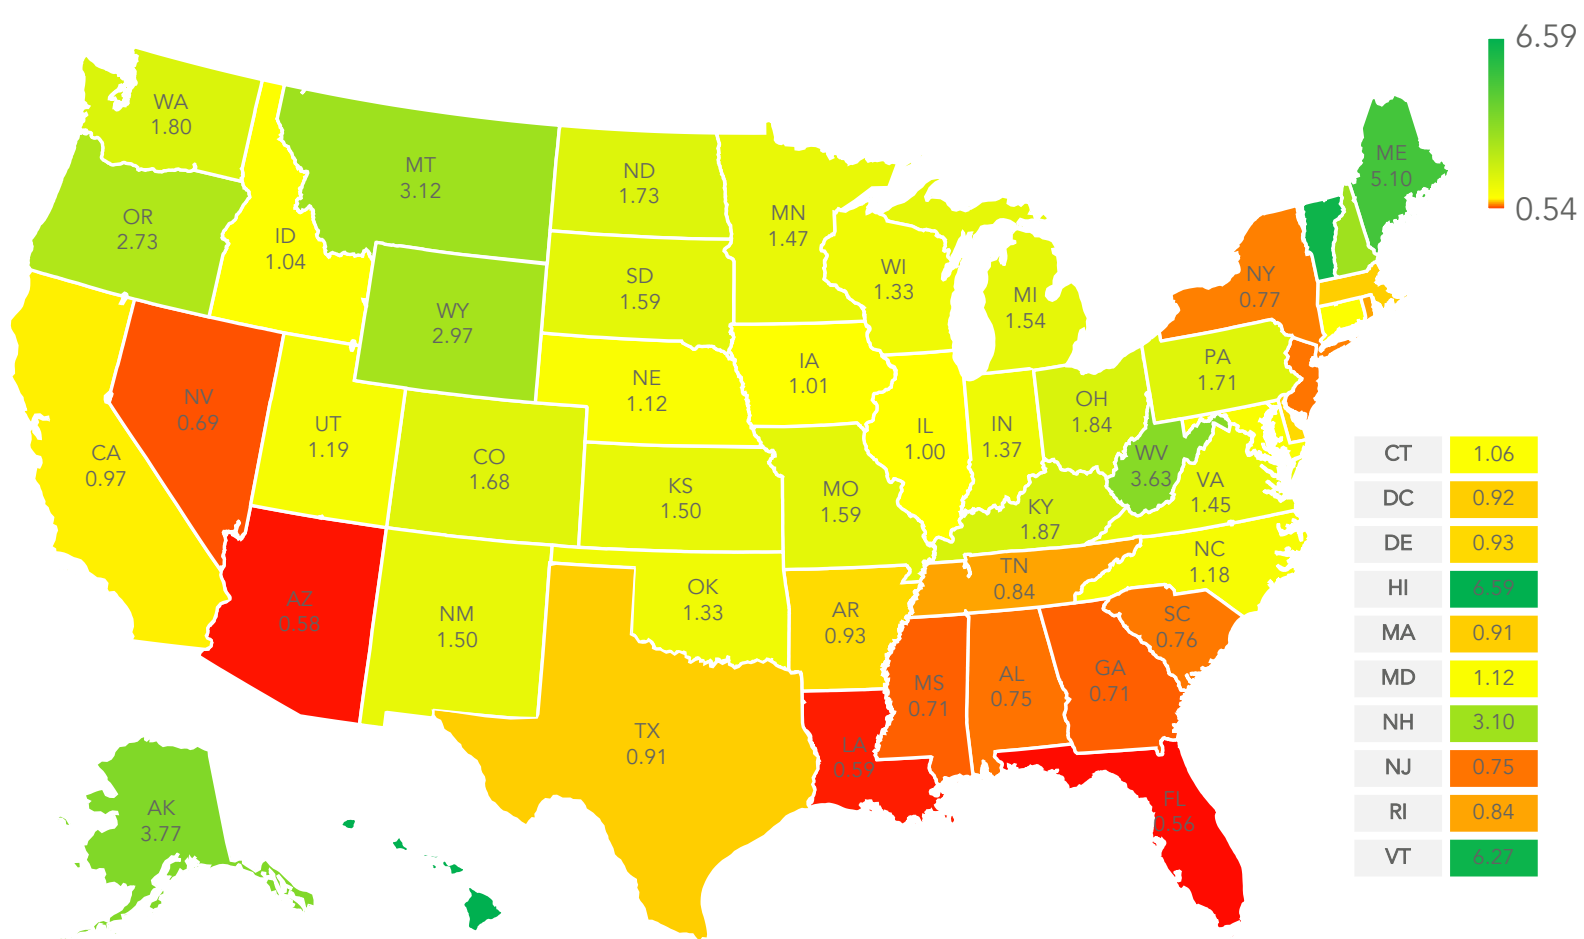 6.59
0.54
WA
1.80
OR
2.73
ID
1.04
MT
3.12
WY
2.97
ND
1.73
SD
1.59
MN
1.47
WI
1.33
MI
1.54
ME
5.10
NY
0.77
PA
1.71
CA
0.97
NV
0.69
UT
1.19
CO
1.68
NE
1.12
IA
1.01
IL
1.00
IN
1.37
OH
1.84
WV
3.63
VA
1.45
KS
1.50
MO
1.59
KY
1.87
NC
1.18
TN
0.84
SC
0.76
AZ
0.58
NM
1.50
OK
1.33
AR
0.93
TX
0.91
LA
0.59
MS
0.71
AL
0.75
GA
0.71
FL
0.56
AK
3.77
CT 1.06
DC 0.92
DE 0.93
HI 6.59
MA 0.91
MD 1.12
NH 3.10
NJ 0.75
RI 0.84
VT 6.27